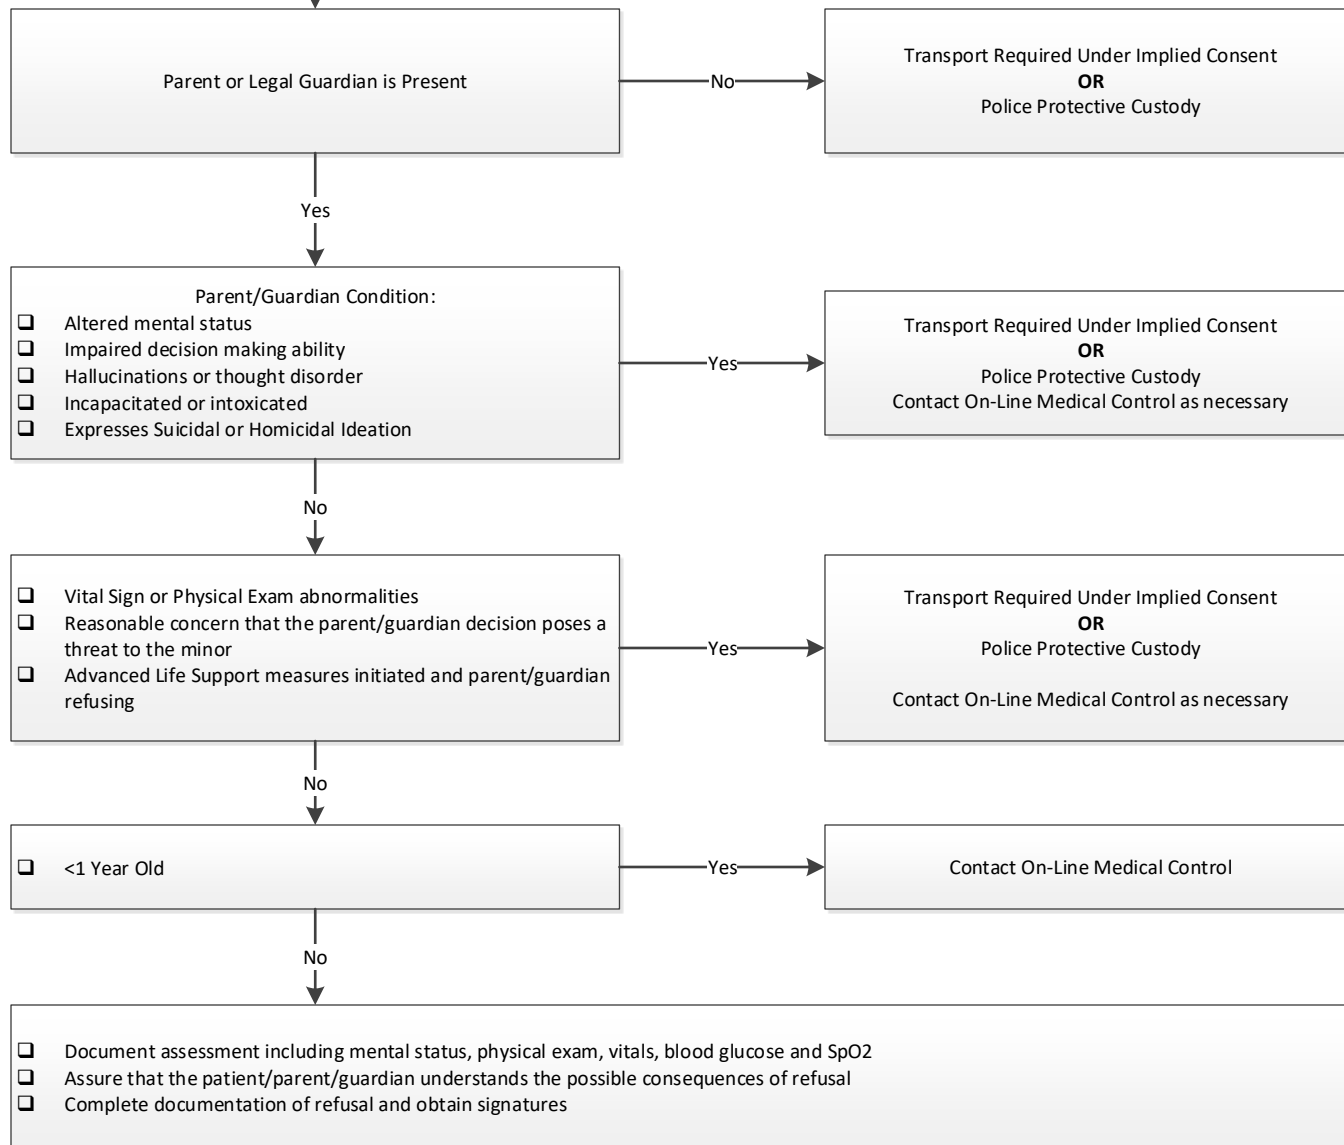 Parent or Legal Guardian is Present
No
Transport Required Under Implied Consent
OR
Police Protective Custody
Yes
Parent/Guardian Condition:
❑ Altered mental status
❑ Impaired decision making ability
❑ Hallucinations or thought disorder
❑ Incapacitated or intoxicated
❑ Expresses Suicidal or Homicidal Ideation
Yes
Transport Required Under Implied Consent
OR
Police Protective Custody
Contact On-Line Medical Control as necessary
No
❑ Vital Sign or Physical Exam abnormalities
❑ Reasonable concern that the parent/guardian decision poses a
threat to the minor
❑ Advanced Life Support measures initiated and parent/guardian
refusing
Yes
Transport Required Under Implied Consent
OR
Police Protective Custody
Contact On-Line Medical Control as necessary
No
❑ <1 Year Old
Yes
Contact On-Line Medical Control
No
❑ Document assessment including mental status, physical exam, vitals, blood glucose and SpO2
❑ Assure that the patient/parent/guardian understands the possible consequences of refusal
❑ Complete documentation of refusal and obtain signatures